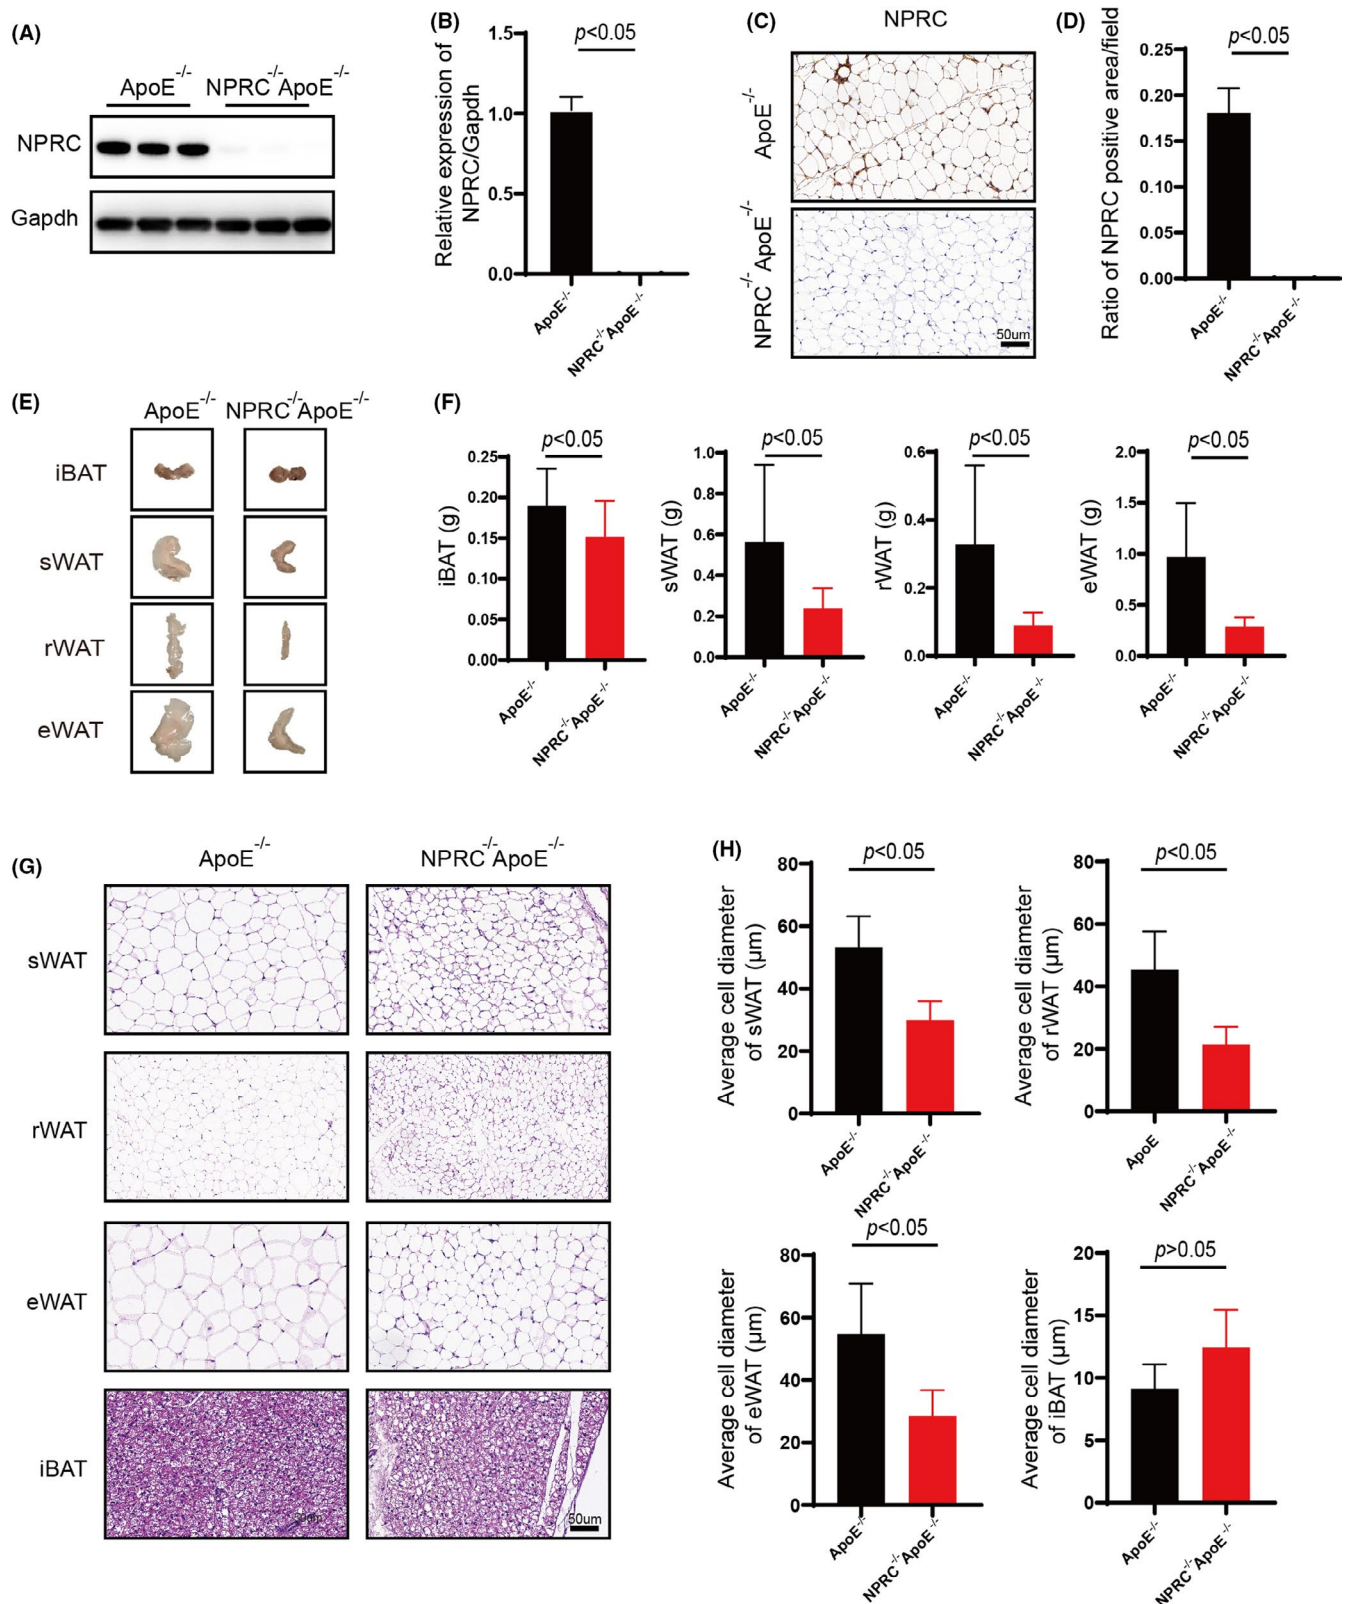 (A)
ApoE-/- NPRC-/-ApoE-/-
NPRC
Gapdh
(B)
Relative expression of
NPRC/Gapdh
1.5
1.0
0.5
0.0
p<0.05
ApoE-/-
NPRC-/-ApoE-/-
(C)
NPRC
ApoE-/-
NPRC-/-ApoE-/-
50um
(D)
Ratio of NPRC positive area/field
0.25
0.20
0.15
0.10
0.05
0.00
p<0.05
ApoE-/-
NPRC-/-ApoE-/-
(E)
ApoE-/- NPRC-/-ApoE-/-
iBAT
sWAT
rWAT
eWAT
(F)
iBAT (g)
0.25
0.20
0.15
0.10
0.05
0.00
p<0.05
ApoE-/-
NPRC-/-ApoE-/-
sWAT (g)
1.0
0.8
0.6
0.4
0.2
0.0
p<0.05
ApoE-/-
NPRC-/-ApoE-/-
rWAT (g)
0.6
0.4
0.2
0.0
p<0.05
ApoE-/-
NPRC-/-ApoE-/-
eWAT (g)
2.0
1.5
1.0
0.5
0.0
p<0.05
ApoE-/-
NPRC-/-ApoE-/-
(G)
ApoE-/- NPRC-/-ApoE-/-
sWAT
rWAT
eWAT
iBAT
50um
(H)
Average cell diameter
of sWAT (μm)
80
60
40
20
0
p<0.05
ApoE-/-
NPRC-/-ApoE-/-
Average cell diameter
of rWAT (μm)
80
60
40
20
0
p<0.05
ApoE
NPRC-/-ApoE-/-
Average cell diameter
of eWAT (μm)
80
60
40
20
0
p<0.05
ApoE-/-
NPRC-/-ApoE-/-
Average cell diameter
of iBAT (μm)
20
15
10
5
0
p>0.05
ApoE-/-
NPRC-/-ApoE-/-